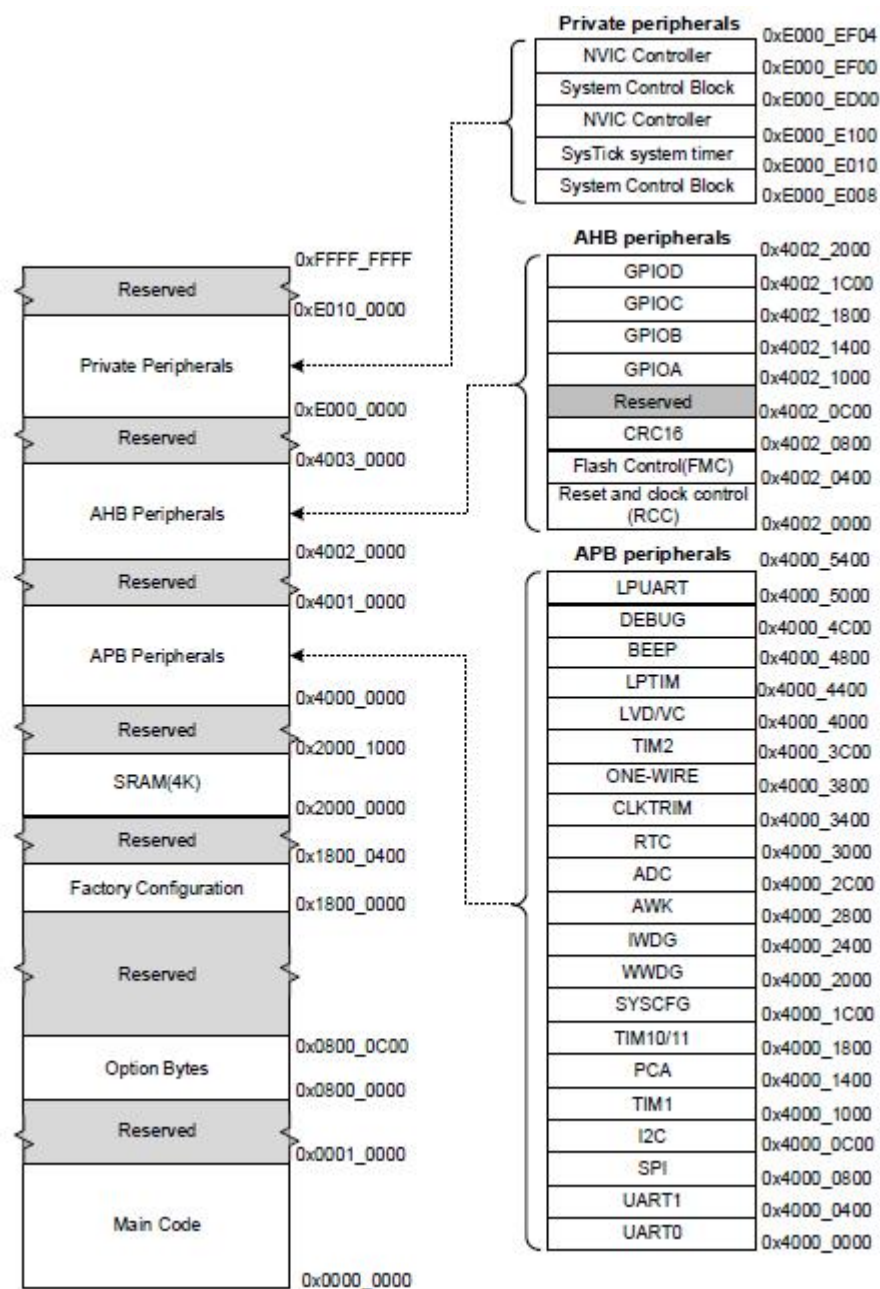 Private peripherals
0xE000_EF04
NVIC Controller
0xE000_EF00
System Control Block
0xE000_ED00
NVIC Controller
0xE000_E100
SysTick system timer
0xE000_E010
System Control Block
0xE000_E008
AHB peripherals
0x4002_2000
GPIOD
0x4002_1C00
GPIOC
0x4002_1800
GPIOB
0x4002_1400
GPIOA
0x4002_1000
Reserved
0x4002_0C00
CRC16
0x4002_0800
Flash Control(FMC)
0x4002_0400
Reset and clock control
(RCC)
0x4002_0000
APB peripherals
0x4000_5400
LPUART
0x4000_5000
DEBUG
0x4000_4C00
BEEP
0x4000_4800
LPTIM
0x4000_4400
LVD/VC
0x4000_4000
TIM2
0x4000_3C00
ONE-WIRE
0x4000_3800
CLKTRIM
0x4000_3400
RTC
0x4000_3000
ADC
0x4000_2C00
AWK
0x4000_2800
IWDG
0x4000_2400
WWDG
0x4000_2000
SYSCFG
0x4000_1C00
TIM10/11
0x4000_1800
PCA
0x4000_1400
TIM1
0x4000_1000
I2C
0x4000_0C00
SPI
0x4000_0800
UART1
0x4000_0400
UART0
0x4000_0000
0xFFFF_FFFF
Reserved
0xE010_0000
Private Peripherals
0xE000_0000
Reserved
0x4003_0000
AHB Peripherals
0x4002_0000
Reserved
0x4001_0000
APB Peripherals
0x4000_0000
Reserved
0x2000_1000
SRAM(4K)
0x2000_0000
Reserved
0x1800_0400
Factory Configuration
0x1800_0000
Reserved
0x0800_0C00
Option Bytes
0x0800_0000
Reserved
0x0001_0000
Main Code
0x0000_0000